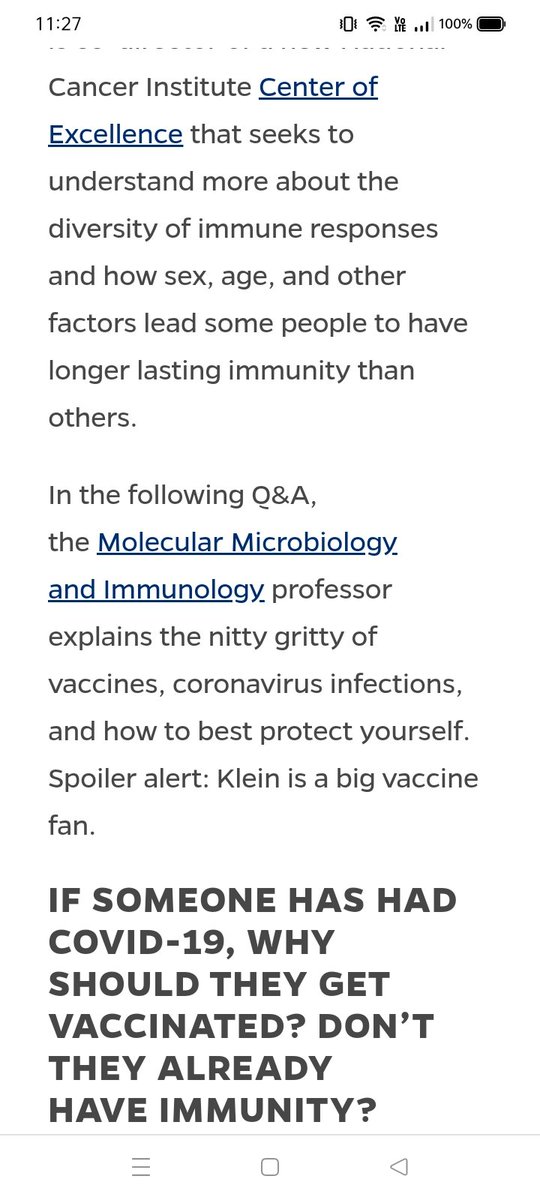 11:27
Vo
LTE
100%
Cancer Institute Center of
Excellence that seeks to
understand more about the
diversity of immune responses
and how sex, age, and other
factors lead some people to have
longer lasting immunity than
others.
In the following Q&A,
the Molecular Microbiology
and Immunology professor
explains the nitty gritty of
vaccines, coronavirus infections,
and how to best protect yourself.
Spoiler alert: Klein is a big vaccine
fan.
IF SOMEONE HAS HAD
COVID-19, WHY
SHOULD THEY GET
VACCINATED? DON’T
THEY ALREADY
HAVE IMMUNITY?